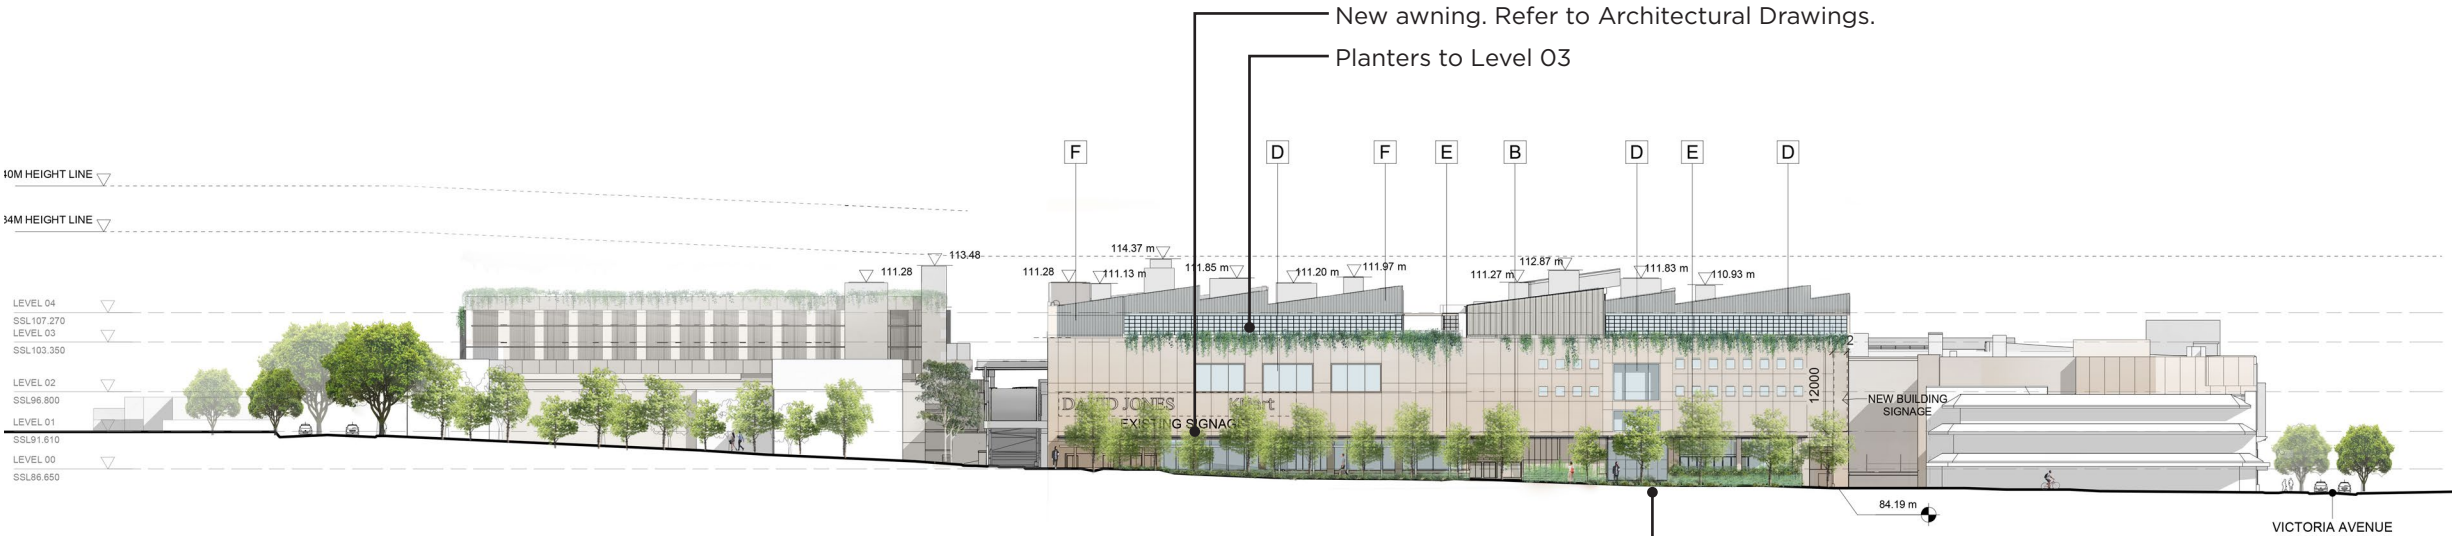 New awning. Refer to Architectural Drawings.
Planters to Level 03
F
D
F
E
B
D
E
D
40M HEIGHT LINE
34M HEIGHT LINE
113.48
111.28
111.28
111.13 m
114.37 m
111.85 m
111.20 m
111.97 m
111.27 m
112.87 m
111.83 m
110.93 m
LEVEL 04
SSL107.270
LEVEL 03
SSL103.350
LEVEL 02
SSL96.800
LEVEL 01
SSL91.610
LEVEL 00
SSL86.650
DAVID JONES
EXISTING SIGNAGE
12000
NEW BUILDING
SIGNAGE
84.19 m
VICTORIA AVENUE